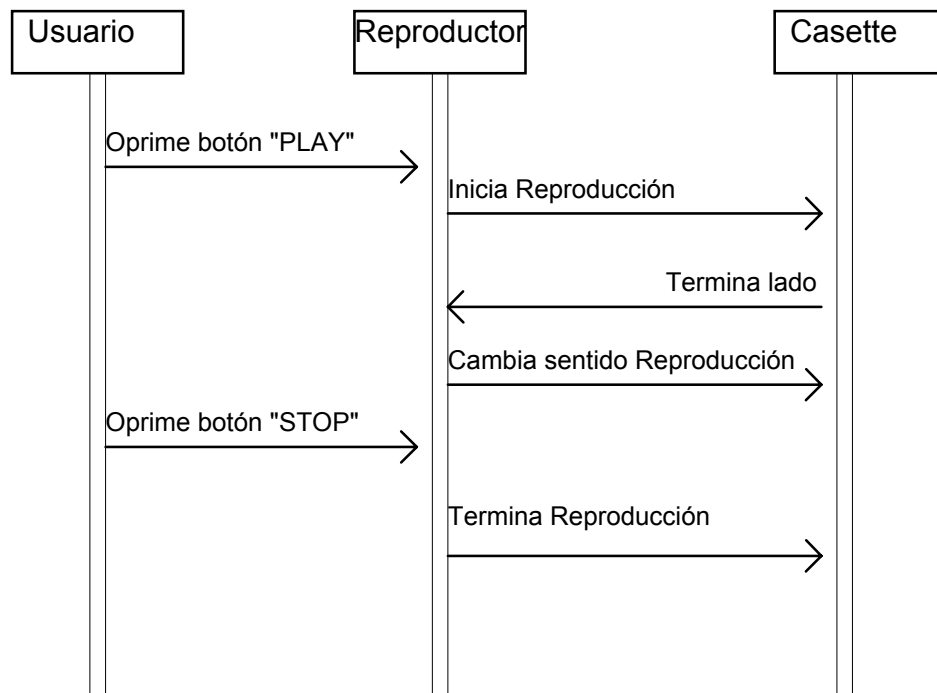 Usuario
Reproductor
Casette
Oprime botón "PLAY"
Inicia Reproducción
Termina lado
Cambia sentido Reproducción
Oprime botón "STOP"
Termina Reproducción